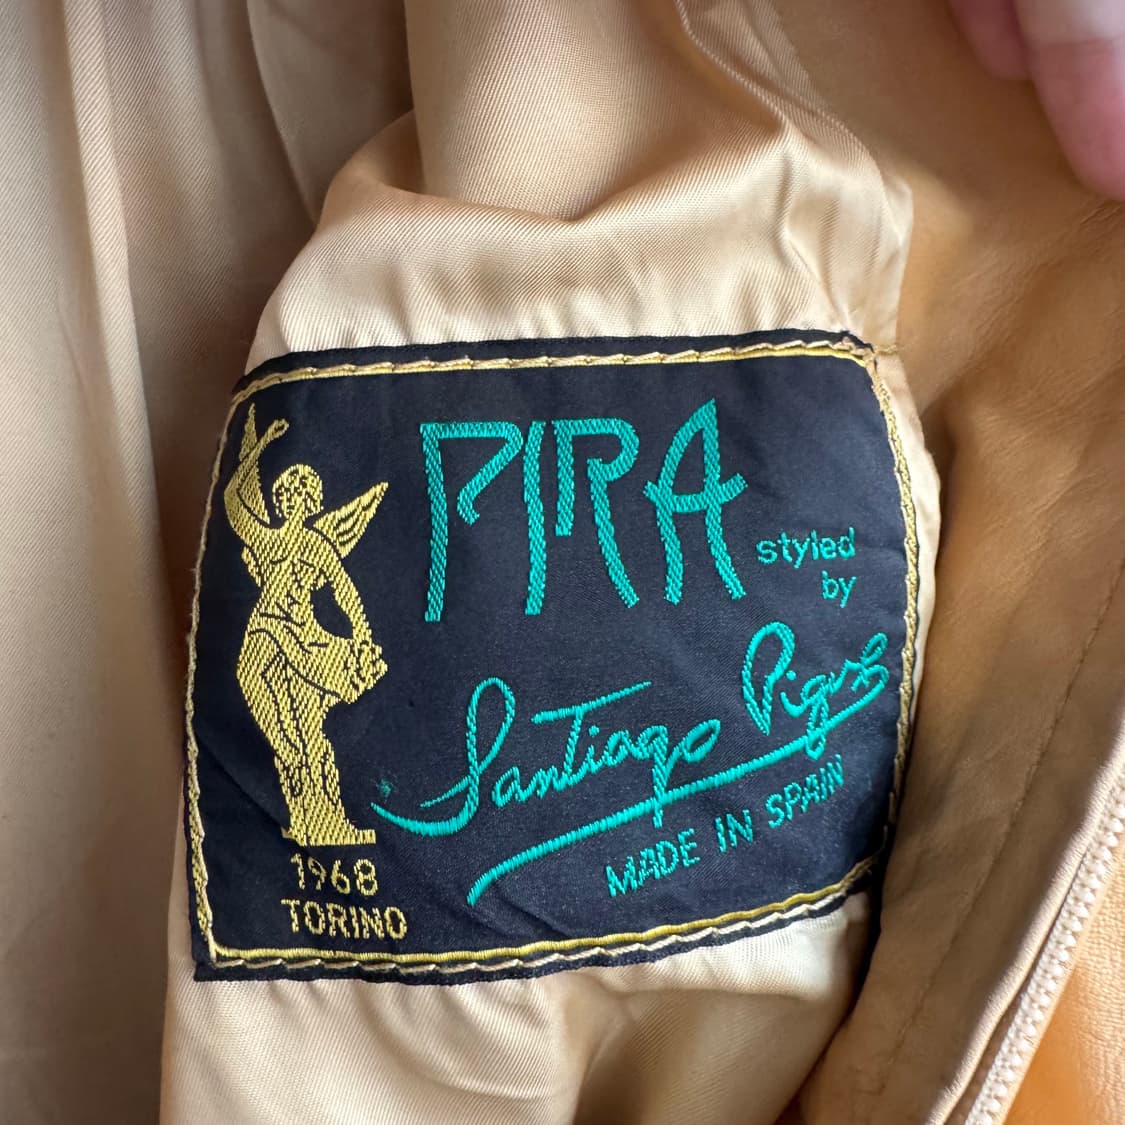 PIRA
styled
by
Santiago Piqué
MADE IN SPAIN
1968
TORINO